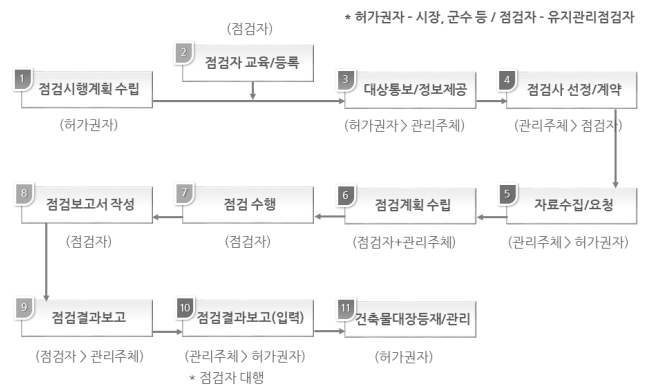 * 허가권자 - 시장, 군수 등 / 점검자 - 유지관리점검자
(점검자)
2
점검자 교육/등록
1
점검시행계획 수립
(허가권자)
3
대상통보/정보제공
(허가권자 > 관리주체)
4
점검사 선정/계약
(관리주체 > 점검자)
8
점검보고서 작성
(점검자)
7
점검 수행
(점검자)
6
점검계획 수립
(점검자+관리주체)
5
자료수집/요청
(관리주체 > 허가권자)
9
점검결과보고
(점검자 > 관리주체)
10
점검결과보고(입력)
(관리주체 > 허가권자)
* 점검자 대행
11
건축물대장등재/관리
(허가권자)